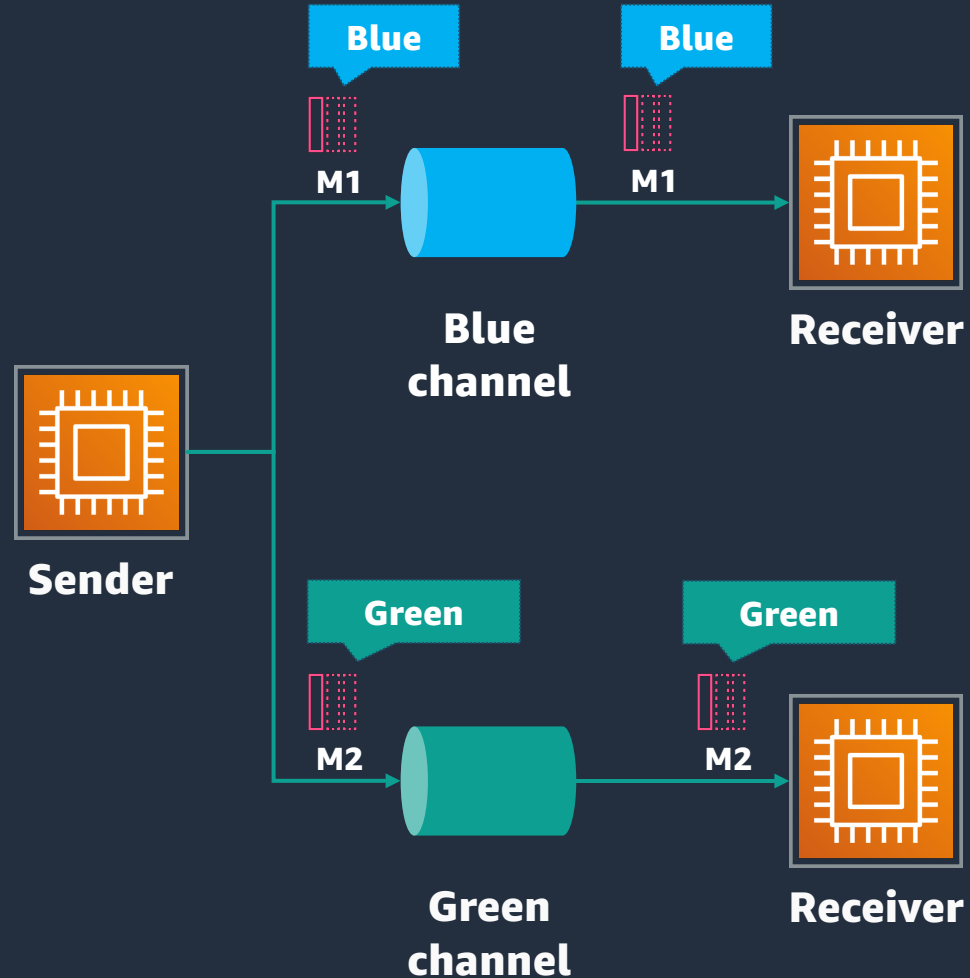 Blue
Blue
M1
M1
Blue
channel
Receiver
Sender
Green
Green
M2
M2
Green
channel
Receiver